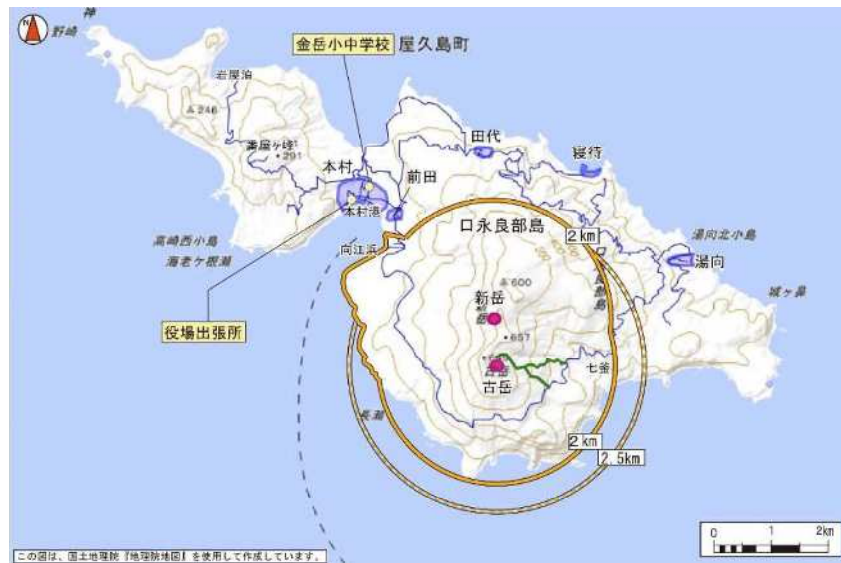 N
神
野崎
金岳小中学校
屋久島町
岩屋泊
246
番屋ヶ峰
291
本村
田代
寝待
前田
本村港
口永良部島
2km
湯向北小島
湯向
高崎西小島
海老ケ根瀬
向江浜
城ヶ鼻
600
新岳
657
役場出張所
七釜
古岳
長瀬
2km
2.5km
0 1 2km
この図は、国土地理院『地理院地図』を使用して作成しています。